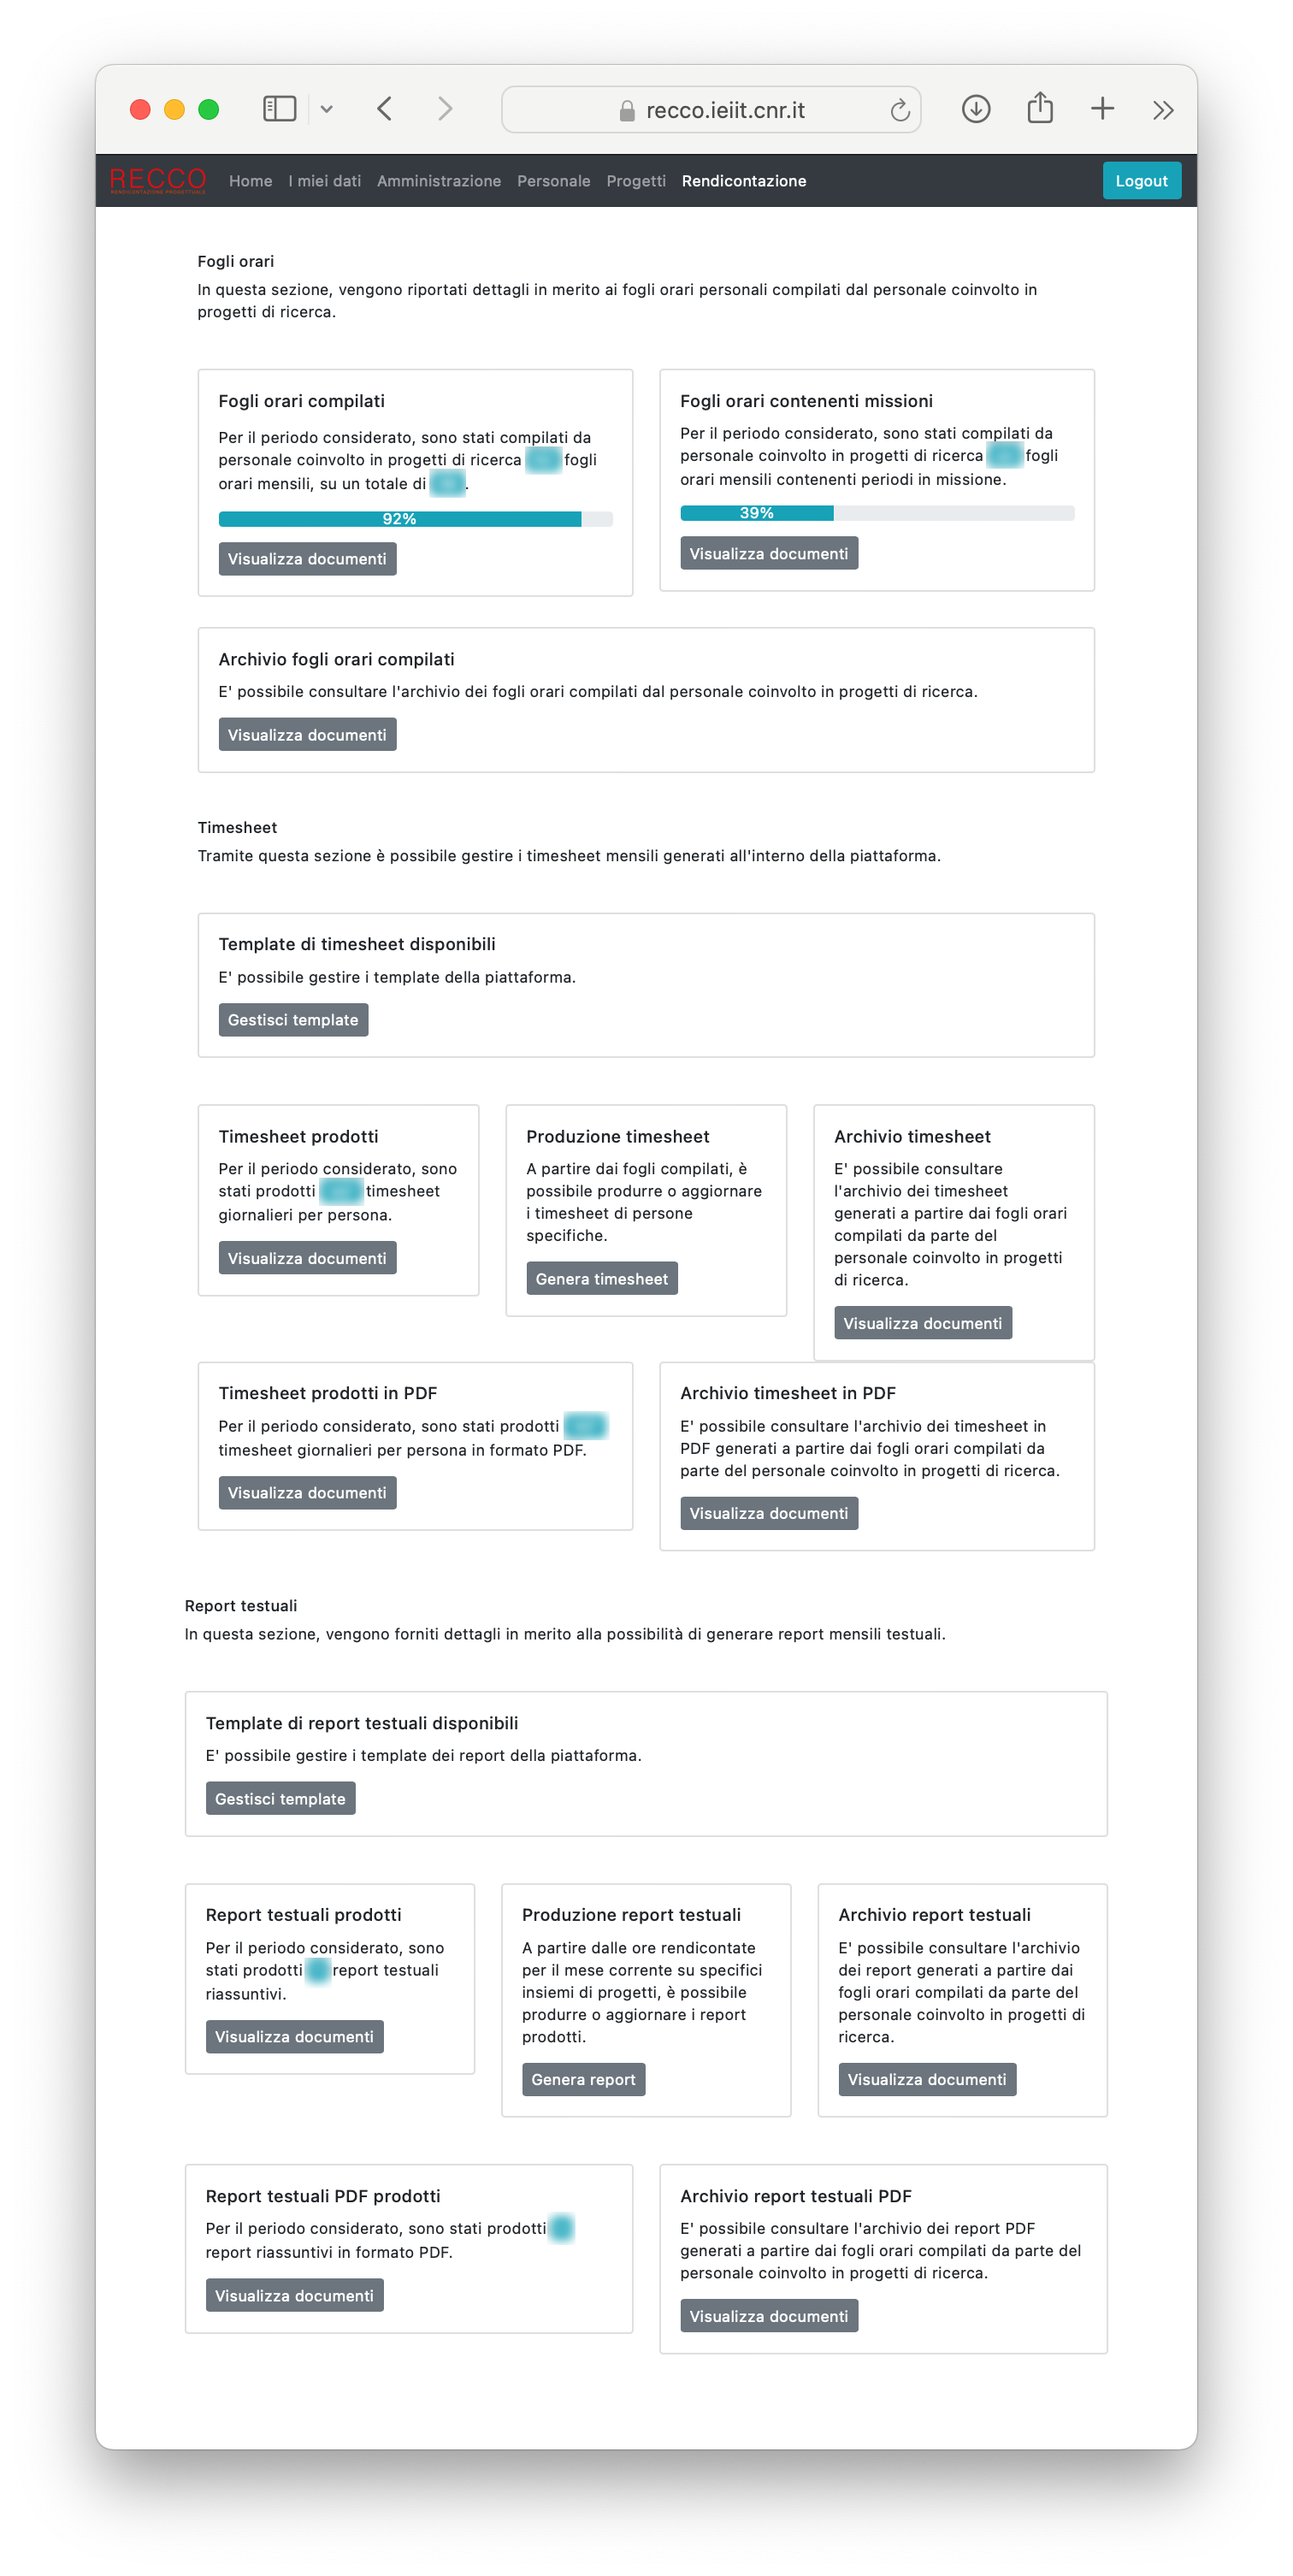 recco.ieiit.cnr.it
RECCO
RENDICONTAZIONE PROGETTUALE
Home I miei dati Amministrazione Personale Progetti Rendicontazione Logout
Fogli orari
In questa sezione, vengono riportati dettagli in merito ai fogli orari personali compilati dal personale coinvolto in
progetti di ricerca.
Fogli orari compilati
Per il periodo considerato, sono stati compilati da
personale coinvolto in progetti di ricerca fogli
orari mensili, su un totale di .
92%
Visualizza documenti
Fogli orari contenenti missioni
Per il periodo considerato, sono stati compilati da
personale coinvolto in progetti di ricerca fogli
orari mensili contenenti periodi in missione.
39%
Visualizza documenti
Archivio fogli orari compilati
E' possibile consultare l'archivio dei fogli orari compilati dal personale coinvolto in progetti di ricerca.
Visualizza documenti
Timesheet
Tramite questa sezione è possibile gestire i timesheet mensili generati all'interno della piattaforma.
Template di timesheet disponibili
E' possibile gestire i template della piattaforma.
Gestisci template
Timesheet prodotti
Per il periodo considerato, sono
stati prodotti timesheet
giornalieri per persona.
Visualizza documenti
Produzione timesheet
A partire dai fogli compilati, è
possibile produrre o aggiornare
i timesheet di persone
specifiche.
Genera timesheet
Archivio timesheet
E' possibile consultare
l'archivio dei timesheet
generati a partire dai fogli orari
compilati da parte del
personale coinvolto in progetti
di ricerca.
Visualizza documenti
Timesheet prodotti in PDF
Per il periodo considerato, sono stati prodotti
timesheet giornalieri per persona in formato PDF.
Visualizza documenti
Archivio timesheet in PDF
E' possibile consultare l'archivio dei timesheet in
PDF generati a partire dai fogli orari compilati da
parte del personale coinvolto in progetti di ricerca.
Visualizza documenti
Report testuali
In questa sezione, vengono forniti dettagli in merito alla possibilità di generare report mensili testuali.
Template di report testuali disponibili
E' possibile gestire i template dei report della piattaforma.
Gestisci template
Report testuali prodotti
Per il periodo considerato, sono
stati prodotti report testuali
riassuntivi.
Visualizza documenti
Produzione report testuali
A partire dalle ore rendicontate
per il mese corrente su specifici
insiemi di progetti, è possibile
produrre o aggiornare i report
prodotti.
Genera report
Archivio report testuali
E' possibile consultare l'archivio
dei report generati a partire dai
fogli orari compilati da parte del
personale coinvolto in progetti di
ricerca.
Visualizza documenti
Report testuali PDF prodotti
Per il periodo considerato, sono stati prodotti
report riassuntivi in formato PDF.
Visualizza documenti
Archivio report testuali PDF
E' possibile consultare l'archivio dei report PDF
generati a partire dai fogli orari compilati da parte del
personale coinvolto in progetti di ricerca.
Visualizza documenti